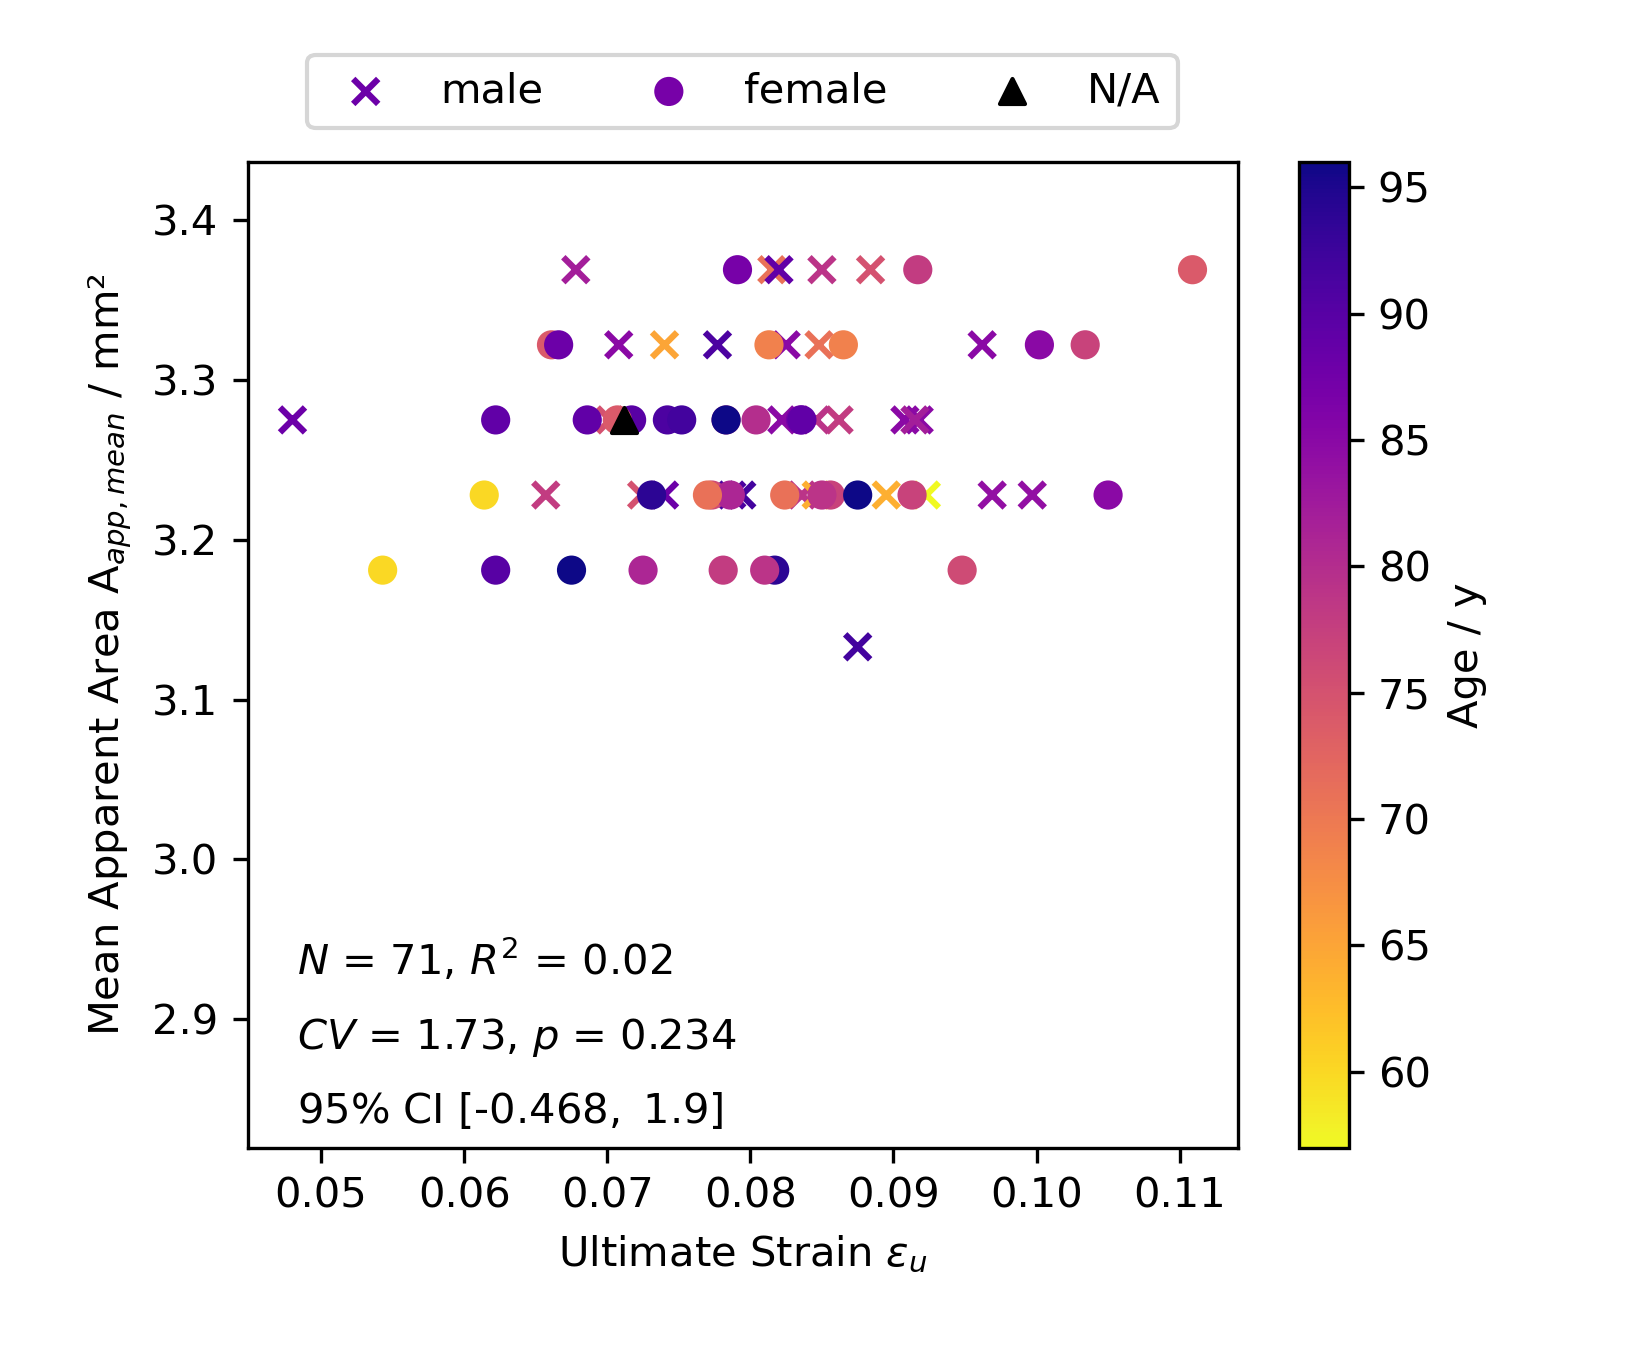 male female N/A
3.4
3.3
3.2
3.1
3.0
2.9
Mean Apparent Area A_{app, mean} / mm²
N = 71, R² = 0.02
CV = 1.73, p = 0.234
95% CI [-0.468, 1.9]
0.05 0.06 0.07 0.08 0.09 0.10 0.11
Ultimate Strain ε_u
95
90
85
80
75
70
65
60
Age / y